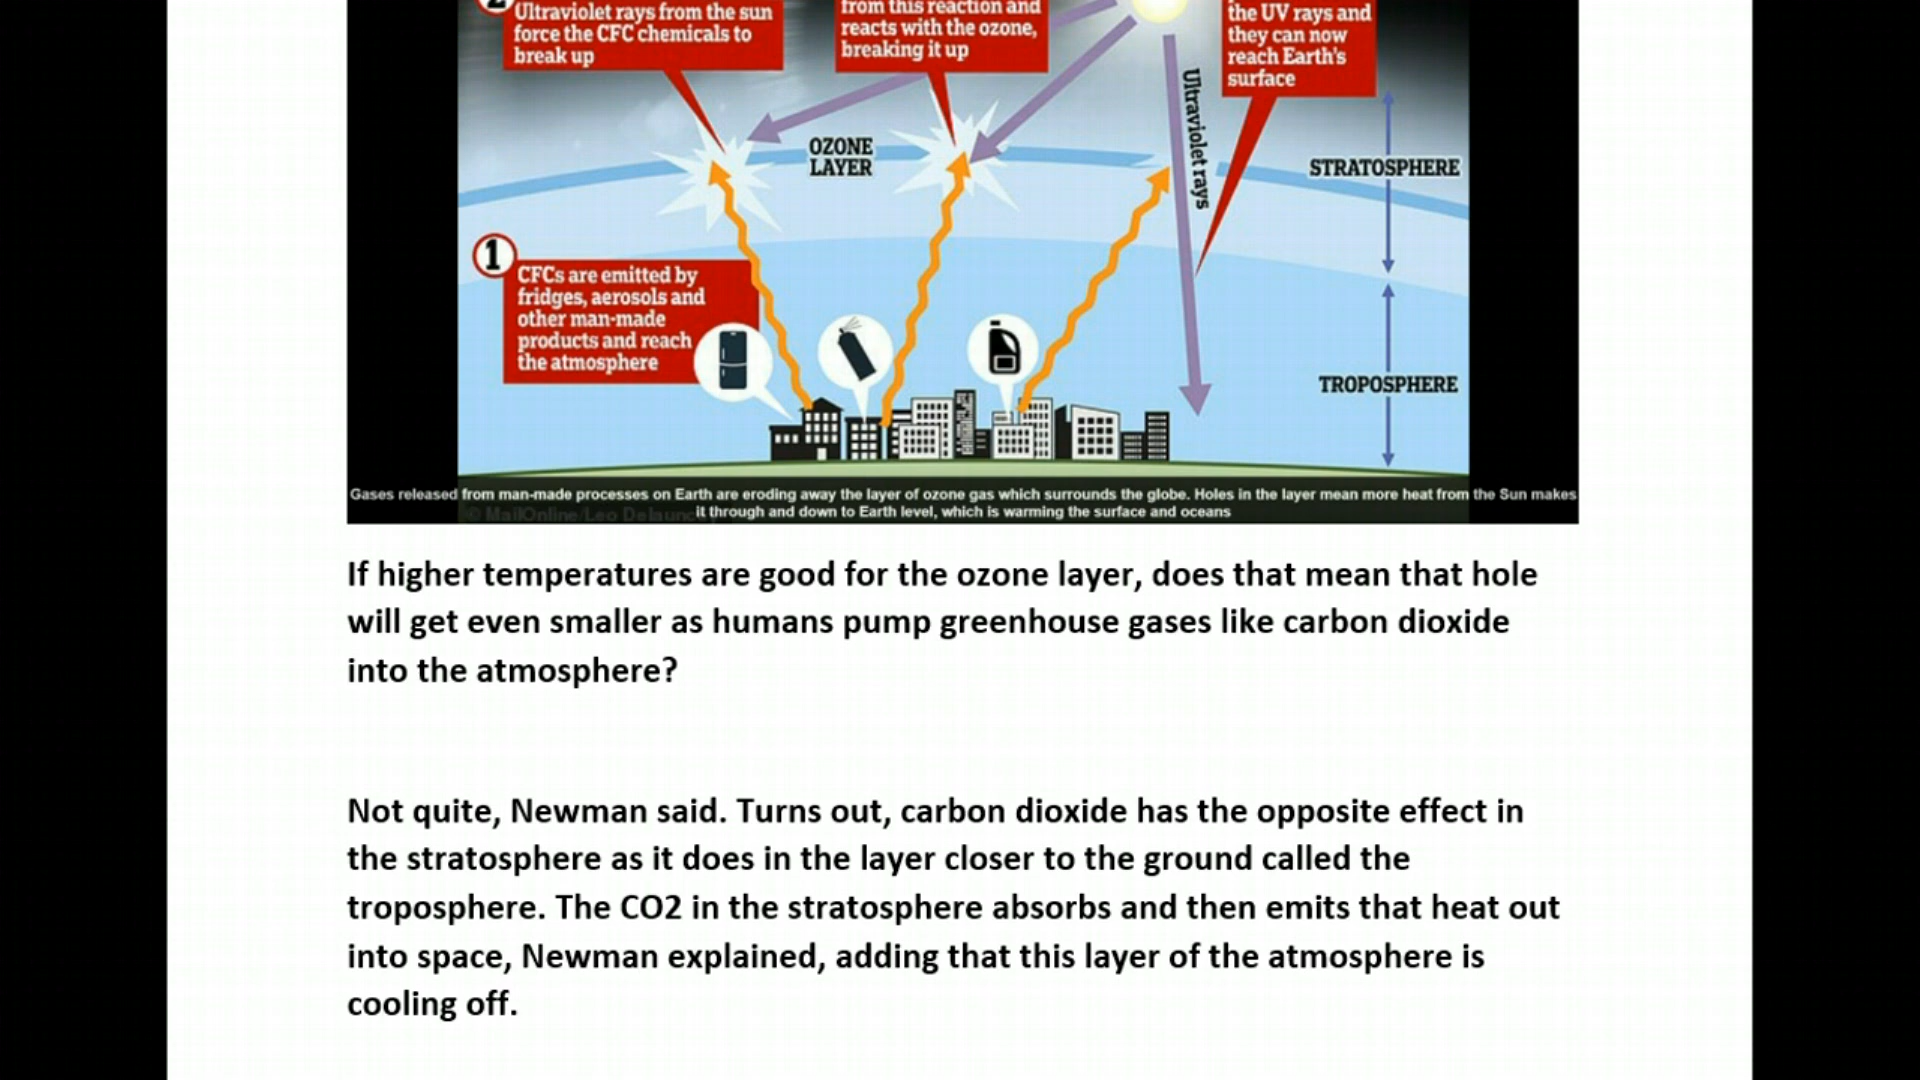 2
Ultraviolet rays from the sun
force the CFC chemicals to
break up
from this reaction and
reacts with the ozone,
breaking it up
the UV rays and
they can now
reach Earth's
surface
Ultraviolet rays
OZONE
LAYER
STRATOSPHERE
1
CFCs are emitted by
fridges, aerosols and
other man-made
products and reach
the atmosphere
TROPOSPHERE
Gases released from man-made processes on Earth are eroding away the layer of ozone gas which surrounds the globe. Holes in the layer mean more heat from the Sun makes
it through and down to Earth level, which is warming the surface and oceans
© MailOnline/Leo Delaunc
If higher temperatures are good for the ozone layer, does that mean that hole
will get even smaller as humans pump greenhouse gases like carbon dioxide
into the atmosphere?
Not quite, Newman said. Turns out, carbon dioxide has the opposite effect in
the stratosphere as it does in the layer closer to the ground called the
troposphere. The CO2 in the stratosphere absorbs and then emits that heat out
into space, Newman explained, adding that this layer of the atmosphere is
cooling off.